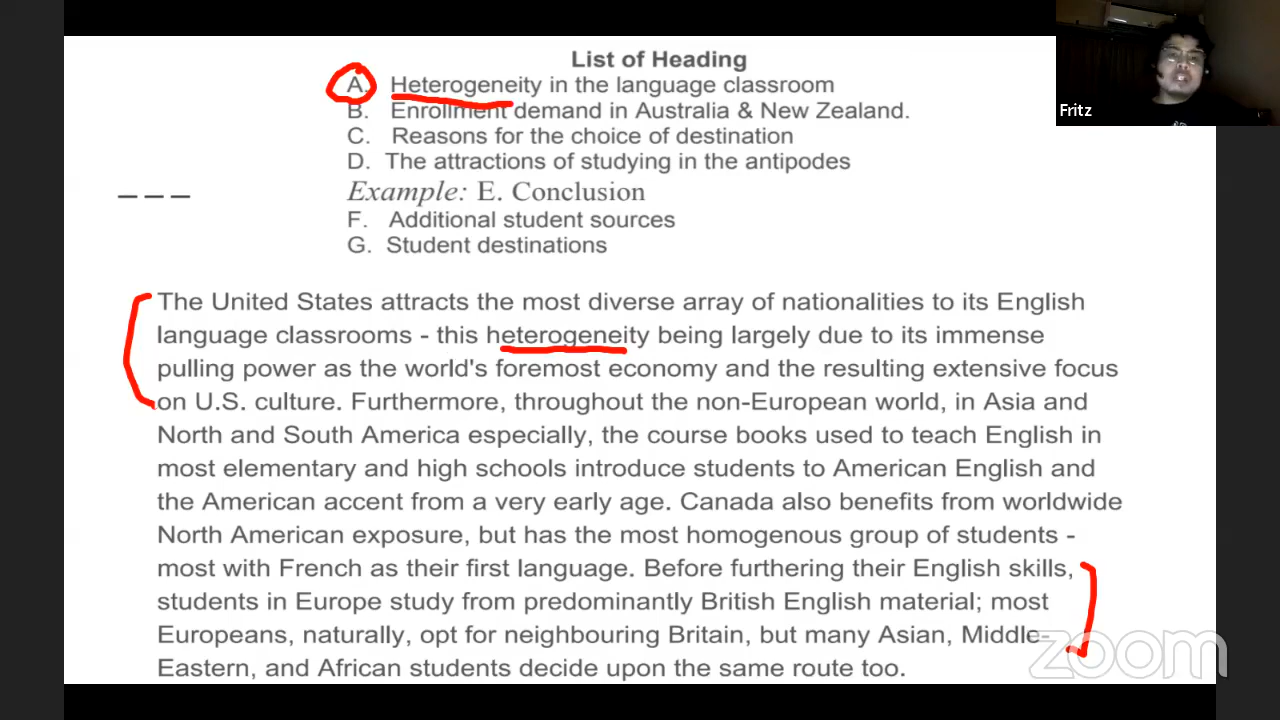 List of Heading
A. Heterogeneity in the language classroom
B. Enrollment demand in Australia & New Zealand.
C. Reasons for the choice of destination
D. The attractions of studying in the antipodes
Example: E. Conclusion
F. Additional student sources
G. Student destinations
The United States attracts the most diverse array of nationalities to its English
language classrooms - this heterogeneity being largely due to its immense
pulling power as the world's foremost economy and the resulting extensive focus
on U.S. culture. Furthermore, throughout the non-European world, in Asia and
North and South America especially, the course books used to teach English in
most elementary and high schools introduce students to American English and
the American accent from a very early age. Canada also benefits from worldwide
North American exposure, but has the most homogenous group of students -
most with French as their first language. Before furthering their English skills,
students in Europe study from predominantly British English material; most
Europeans, naturally, opt for neighbouring Britain, but many Asian, Middle-
Eastern, and African students decide upon the same route too.
Fritz
zoom